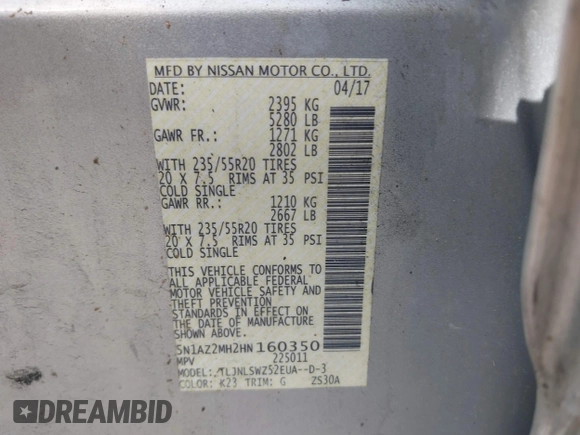 MFD BY NISSAN MOTOR CO., LTD.
DATE: 04/17
GVWR: 2395 KG
5280 LB
GAWR FR.: 1271 KG
2802 LB
WITH 235/55R20 TIRES
20 X 7.5 RIMS AT 35 PSI
COLD SINGLE
GAWR RR.: 1210 KG
2667 LB
WITH 235/55R20 TIRES
20 X 7.5 RIMS AT 35 PSI
COLD SINGLE
THIS VEHICLE CONFORMS TO
ALL APPLICABLE FEDERAL
MOTOR VEHICLE SAFETY AND
THEFT PREVENTION
STANDARDS IN EFFECT ON
THE DATE OF MANUFACTURE
SHOWN ABOVE.
5N1AZ2MH2HN160350
MPV 225011
MODEL: TLJNLSWZ52EUA--D-3
COLOR: K23 TRIM: G ZS30A
BidInside